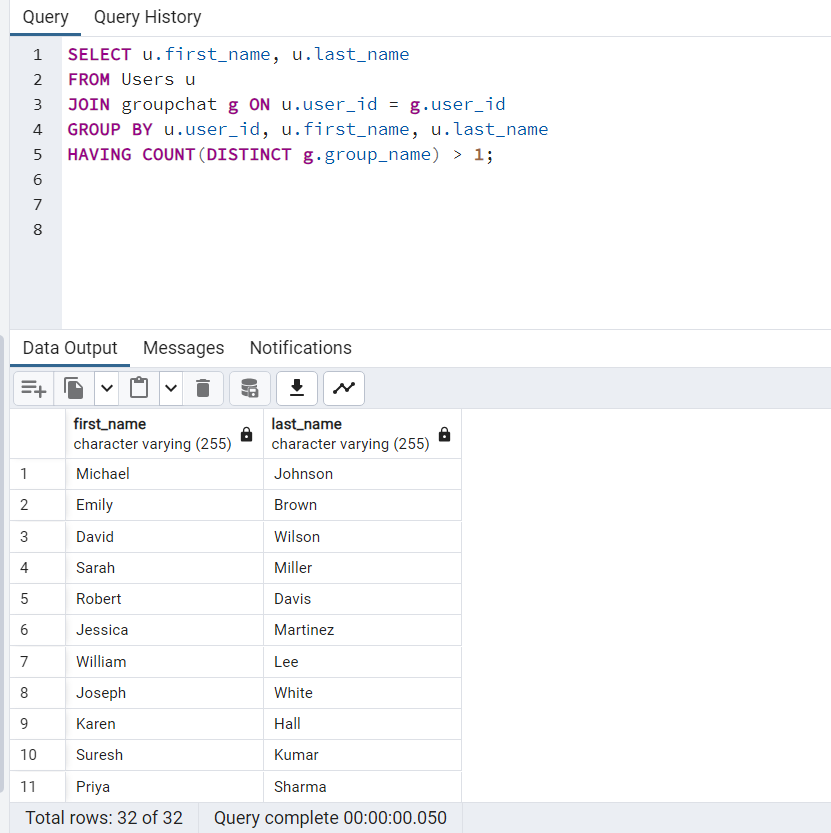 Query Query History
1 SELECT u.first_name, u.last_name
2 FROM Users u
3 JOIN groupchat g ON u.user_id = g.user_id
4 GROUP BY u.user_id, u.first_name, u.last_name
5 HAVING COUNT(DISTINCT g.group_name) > 1;
6
7
8
Data Output Messages Notifications
first_name last_name
character varying (255) character varying (255)
1 Michael Johnson
2 Emily Brown
3 David Wilson
4 Sarah Miller
5 Robert Davis
6 Jessica Martinez
7 William Lee
8 Joseph White
9 Karen Hall
10 Suresh Kumar
11 Priya Sharma
Total rows: 32 of 32 Query complete 00:00:00.050